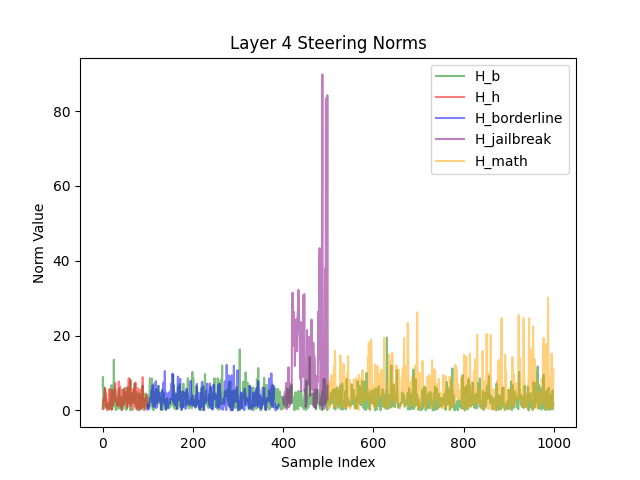 Layer 4 Steering Norms
H_b
H_h
H_borderline
H_jailbreak
H_math
Norm Value
80
60
40
20
0
0
200
400
600
800
1000
Sample Index